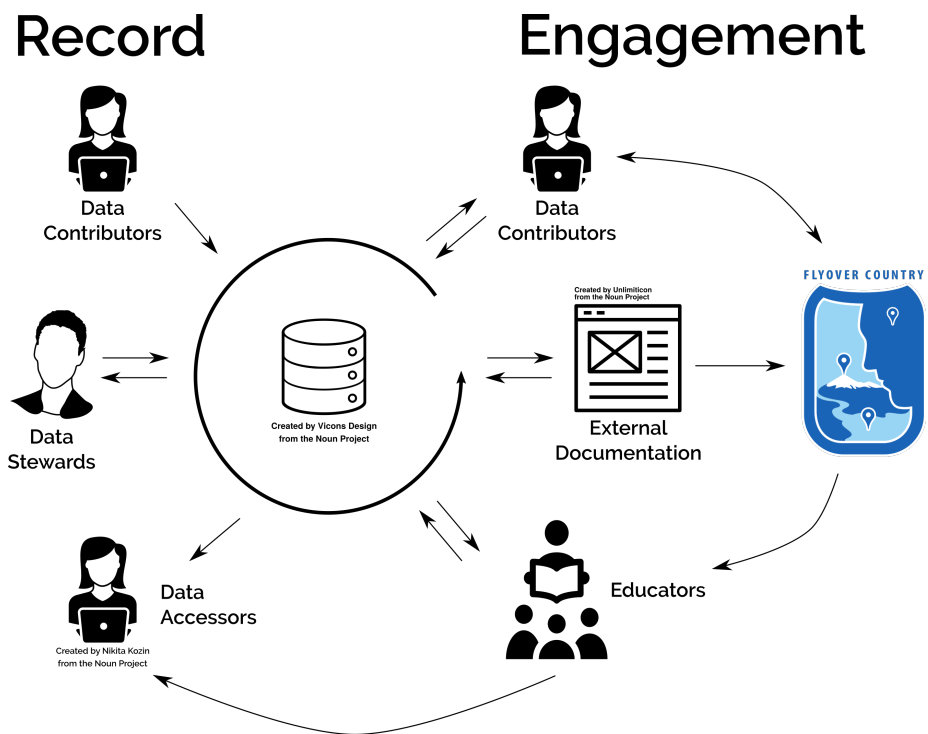 Record
Engagement
Data
Contributors
Data
Contributors
FLYOVER COUNTRY
Created by Unlimiticon
from the Noun Project
Created by Vicons Design
from the Noun Project
External
Documentation
Data
Stewards
Data
Accessors
Educators
Created by Nikita Kozin
from the Noun Project